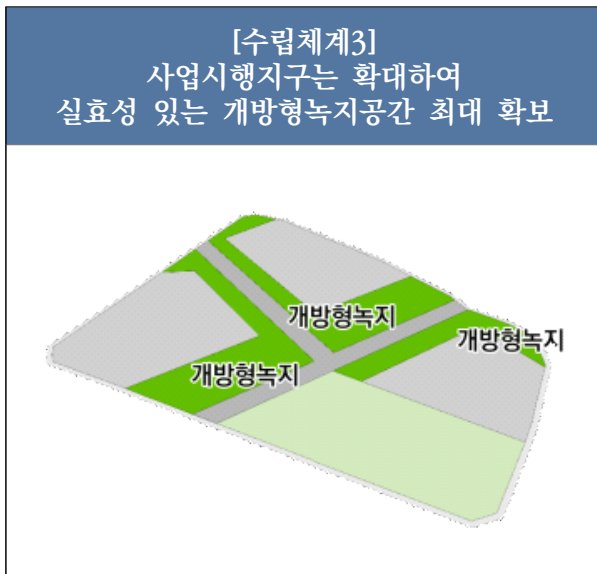 [수립체계3]
사업시행지구는 확대하여
실효성 있는 개방형녹지공간 최대 확보
개방형녹지
개방형녹지
개방형녹지